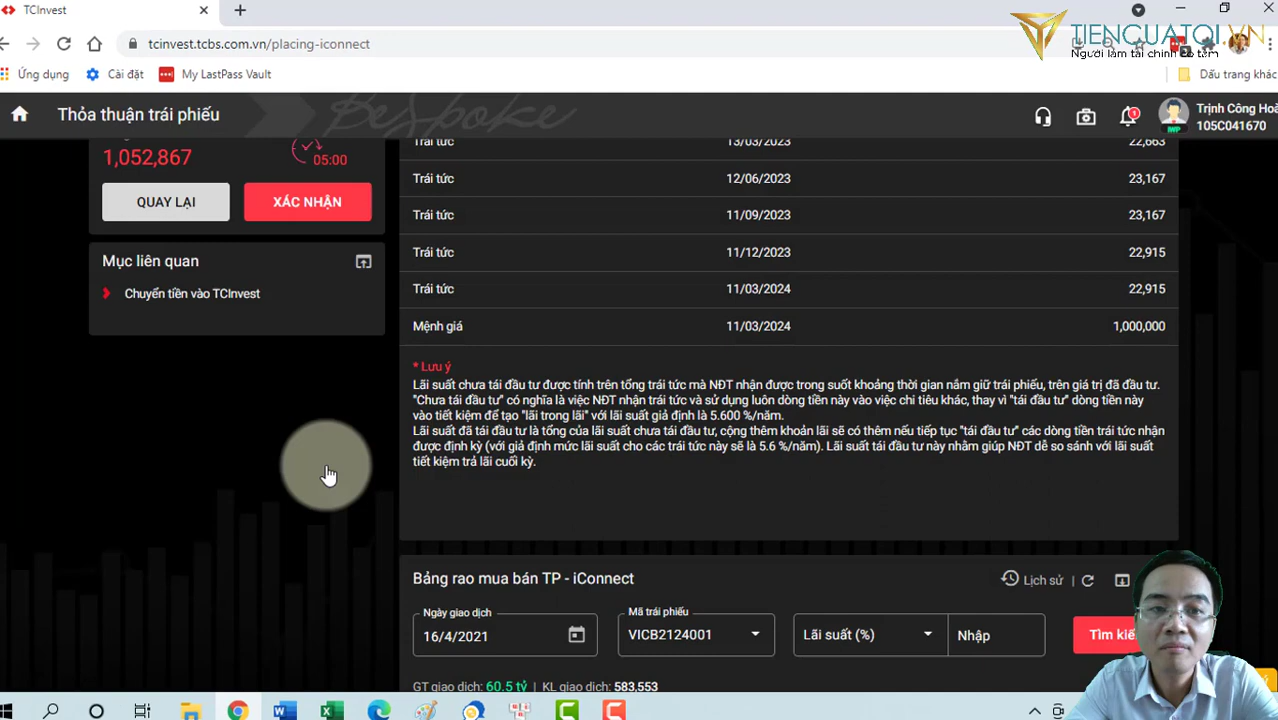 TCInvest
TIENCUATOI.VN
Người làm tài chính có tâm
tcinvest.tcbs.com.vn/placing-iconnect
Ứng dụng
Cài đặt
My LastPass Vault
Dấu trang khác
Thỏa thuận trái phiếu
Bespoke
Trịnh Công Hoà
105C041670
IWP
1,052,867
05:00
QUAY LẠI
XÁC NHẬN
Mục liên quan
Chuyển tiền vào TCInvest
Trái tức 13/03/2023 22,663
Trái tức 12/06/2023 23,167
Trái tức 11/09/2023 23,167
Trái tức 11/12/2023 22,915
Trái tức 11/03/2024 22,915
Mệnh giá 11/03/2024 1,000,000
* Lưu ý
Lãi suất chưa tái đầu tư được tính trên tổng trái tức mà NĐT nhận được trong suốt khoảng thời gian nắm giữ trái phiếu, trên giá trị đã đầu tư.
"Chưa tái đầu tư" có nghĩa là việc NĐT nhận trái tức và sử dụng luôn dòng tiền này vào việc chi tiêu khác, thay vì "tái đầu tư" dòng tiền này
vào tiết kiệm để tạo "lãi trong lãi" với lãi suất giả định là 5.600 %/năm.
Lãi suất đã tái đầu tư là tổng của lãi suất chưa tái đầu tư, cộng thêm khoản lãi sẽ có thêm nếu tiếp tục "tái đầu tư" các dòng tiền trái tức nhận
được định kỳ (với giả định mức lãi suất cho các trái tức này sẽ là 5.6 %/năm). Lãi suất tái đầu tư này nhằm giúp NĐT dễ so sánh với lãi suất
tiết kiệm trả lãi cuối kỳ.
Bảng rao mua bán TP - iConnect
Lịch sử
Ngày giao dịch
16/4/2021
Mã trái phiếu
VICB2124001
Lãi suất (%)
Nhập
Tìm kiế
GT giao dịch: 60.5 tỷ | KL giao dịch: 583,553